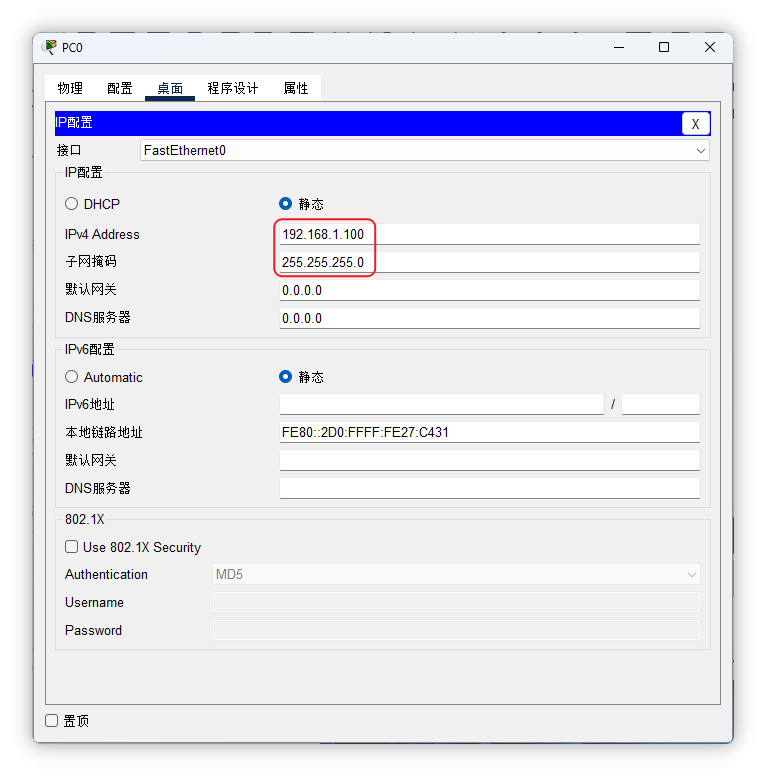 PC0
物理 配置 桌面 程序设计 属性
IP配置 X
接口 FastEthernet0
IP配置
DHCP 静态
IPv4 Address 192.168.1.100
子网掩码 255.255.255.0
默认网关 0.0.0.0
DNS服务器 0.0.0.0
IPv6配置
Automatic 静态
IPv6地址 /
本地链路地址 FE80::2D0:FFFF:FE27:C431
默认网关
DNS服务器
802.1X
Use 802.1X Security
Authentication MD5
Username
Password
置顶